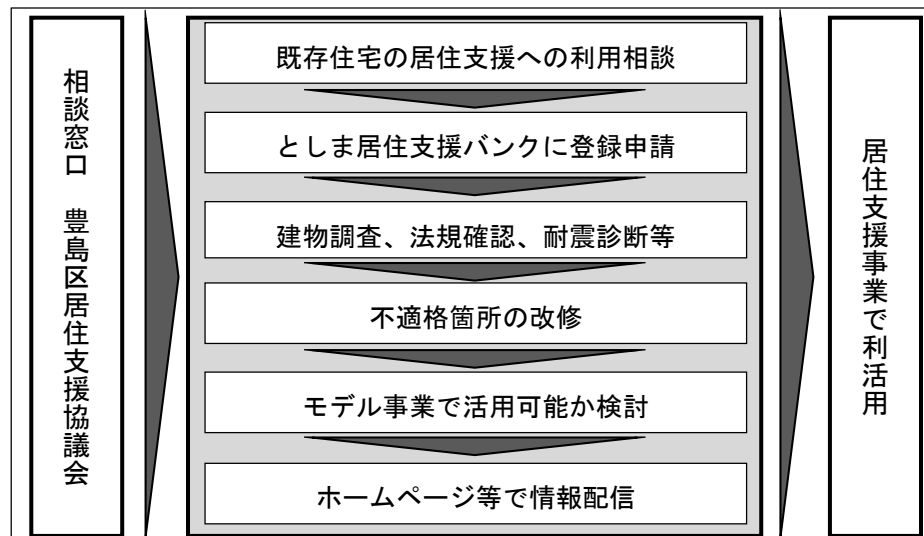 相談窓口　豊島区居住支援協議会
既存住宅の居住支援への利用相談
としま居住支援バンクに登録申請
建物調査、法規確認、耐震診断等
不適格箇所の改修
モデル事業で活用可能か検討
ホームページ等で情報配信
居住支援事業で利活用